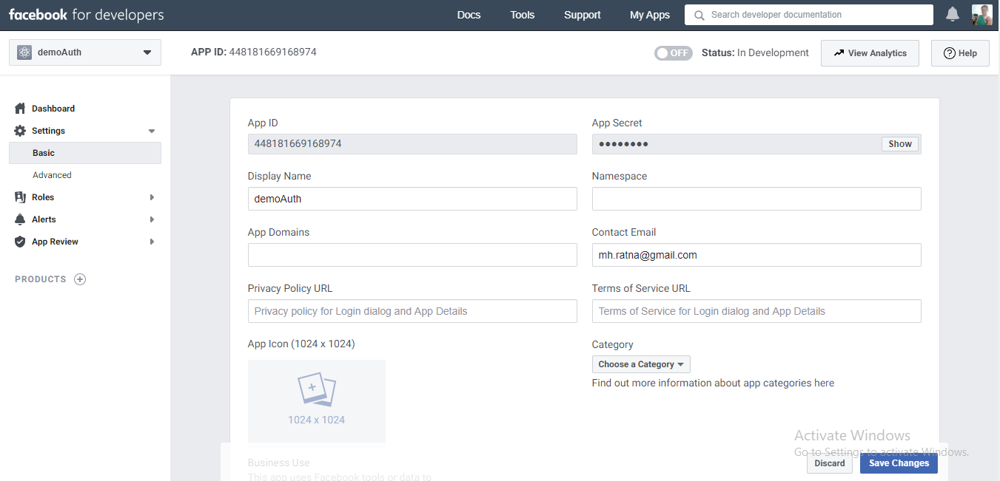 facebook for developers Docs Tools Support My Apps Search developer documentation
demoAuth APP ID: 448181669168974 OFF Status: In Development View Analytics Help
Dashboard
Settings
Basic
Advanced
Roles
Alerts
App Review
PRODUCTS
App ID App Secret
448181669168974 ●●●●●●●● Show
Display Name Namespace
demoAuth
App Domains Contact Email
mh.ratna@gmail.com
Privacy Policy URL Terms of Service URL
Privacy policy for Login dialog and App Details Terms of Service for Login dialog and App Details
App Icon (1024 x 1024) Category
Choose a Category
Find out more information about app categories here
1024 x 1024
Activate Windows
Go to Settings to activate Windows.
Business Use
This app uses Facebook tools or data to
Discard Save Changes